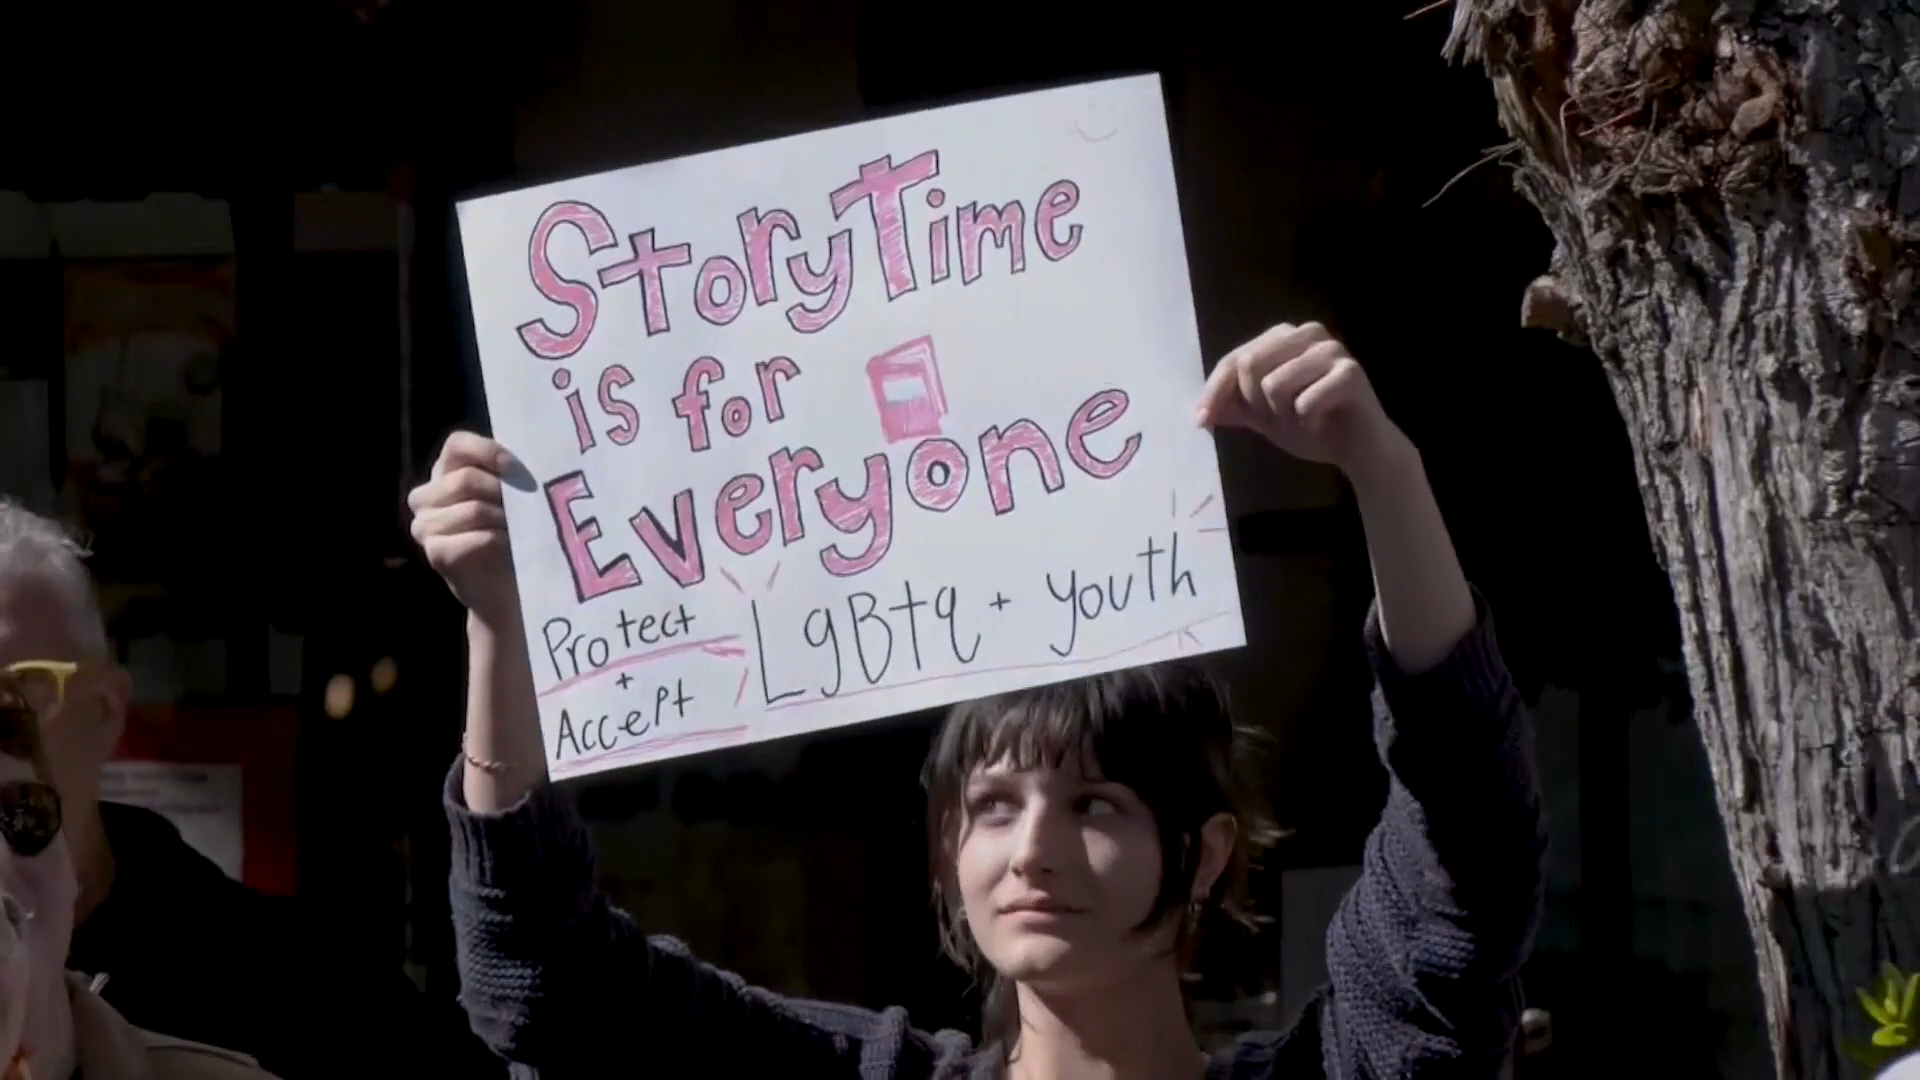 StoryTime
is for
Everyone
Protect
+
Accept
LgBtq + youth